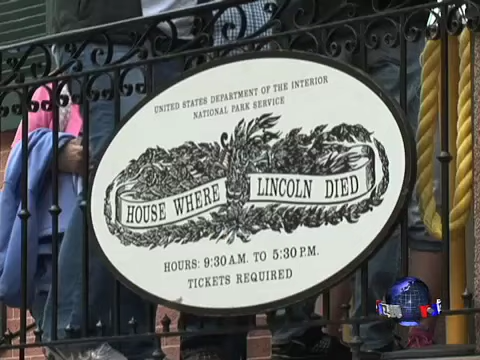 UNITED STATES DEPARTMENT OF THE INTERIOR
NATIONAL PARK SERVICE
HOUSE WHERE LINCOLN DIED
HOURS: 9:30 A.M. TO 5:30 P.M.
TICKETS REQUIRED